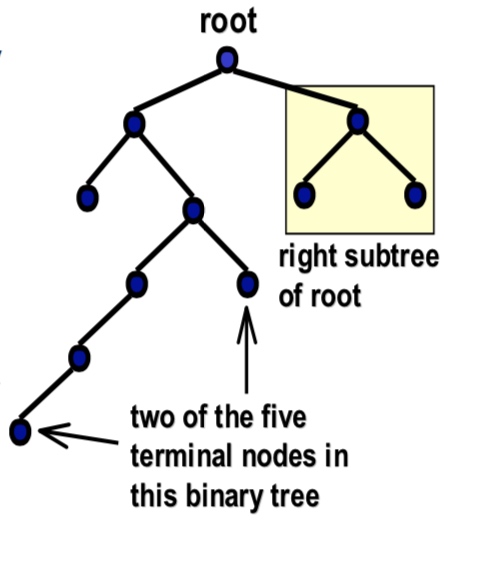 root
right subtree
of root
two of the five
terminal nodes in
this binary tree